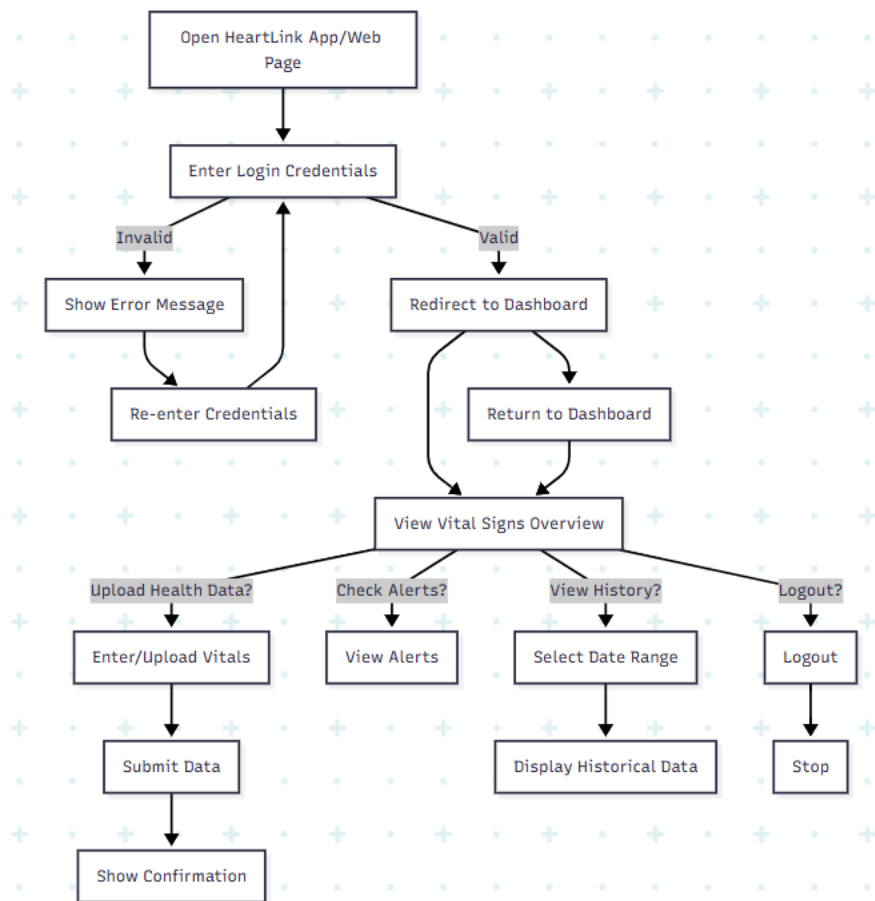 Open HeartLink App/Web
Page
Enter Login Credentials
Invalid
Valid
Show Error Message
Redirect to Dashboard
Re-enter Credentials
Return to Dashboard
View Vital Signs Overview
Upload Health Data?
Check Alerts?
View History?
Logout?
Enter/Upload Vitals
View Alerts
Select Date Range
Logout
Submit Data
Display Historical Data
Stop
Show Confirmation